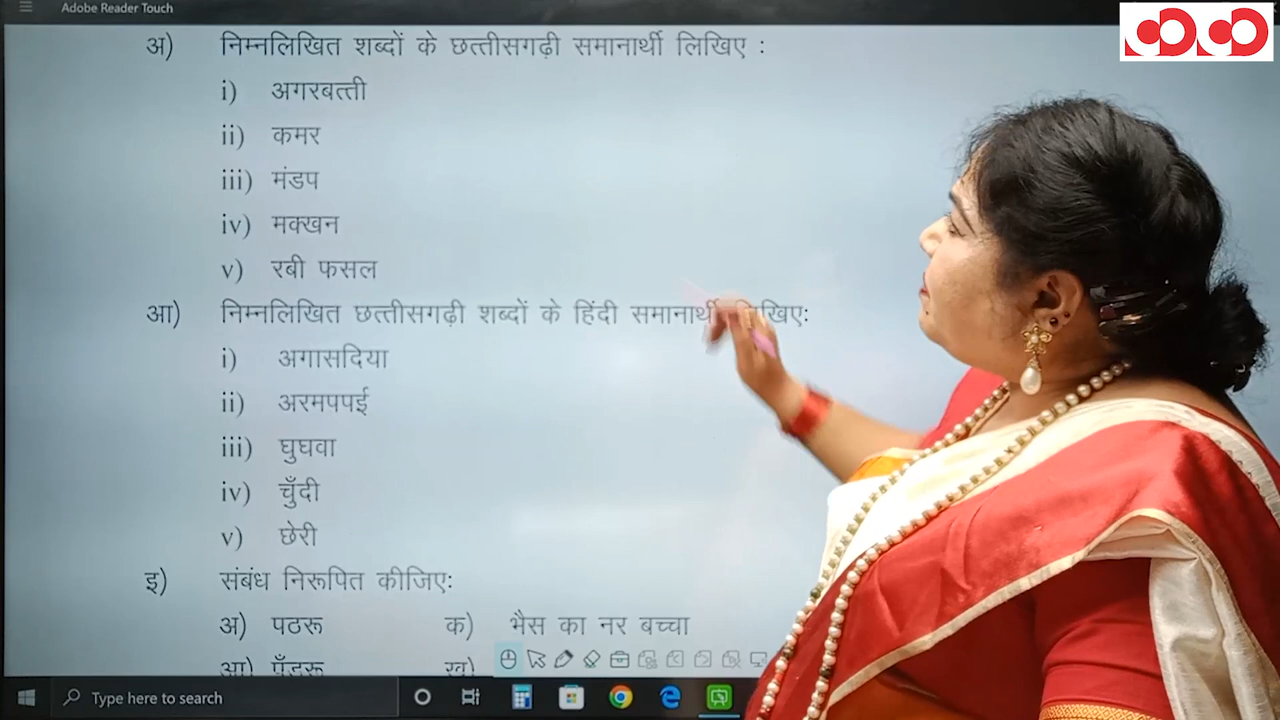 Adobe Reader Touch
अ) निम्नलिखित शब्दों के छत्तीसगढ़ी समानार्थी लिखिए :
i) अगरबत्ती
ii) कमर
iii) मंडप
iv) मक्खन
v) रबी फसल
आ) निम्नलिखित छत्तीसगढ़ी शब्दों के हिंदी
i) अगासदिया
ii) अरमपपई
iii) घुघवा
iv) चुँदी
v) छेरी
इ) संबंध निरूपित कीजिए:
अ) पठरू क) भैस का नर बच्चा
आ) पँडरू ख)
Type here to search